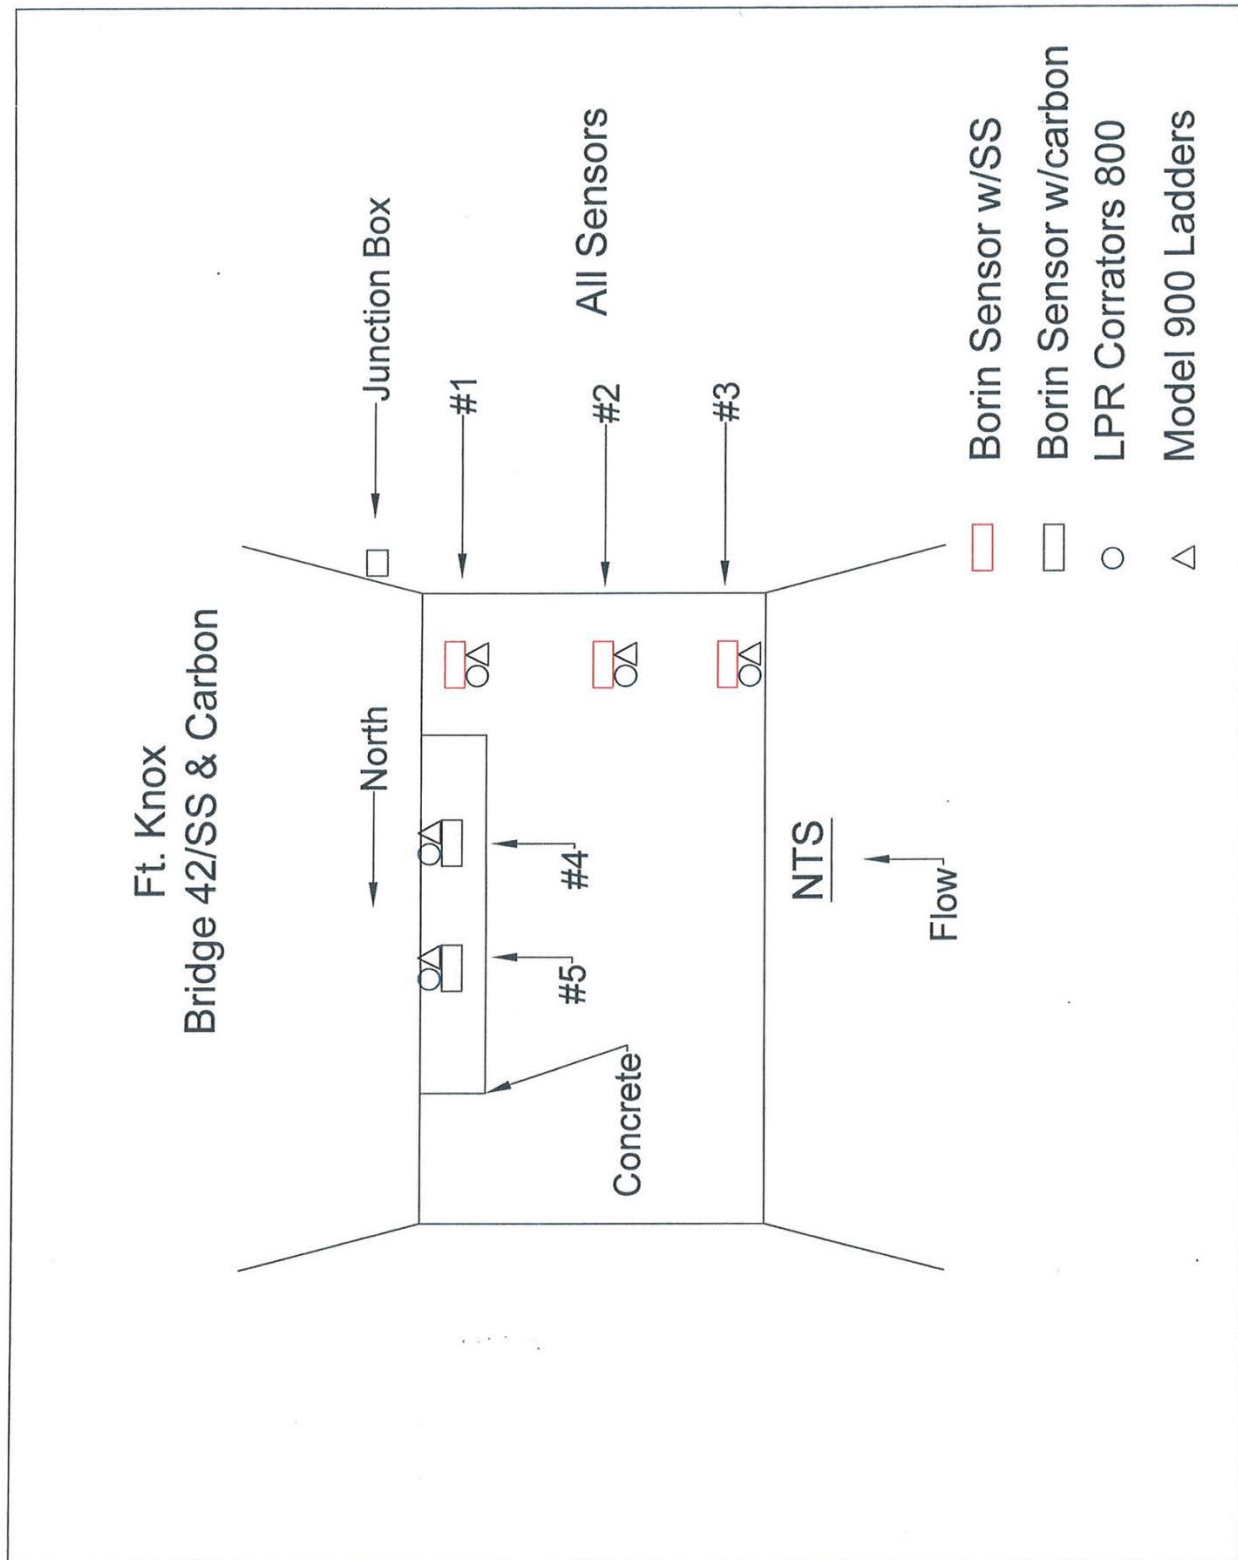 Ft. Knox
Bridge 42/SS & Carbon
North
Junction Box
#5
#4
#1
All Sensors
#2
#3
Concrete
NTS
Flow
Borin Sensor w/SS
Borin Sensor w/carbon
LPR Corrators 800
Model 900 Ladders